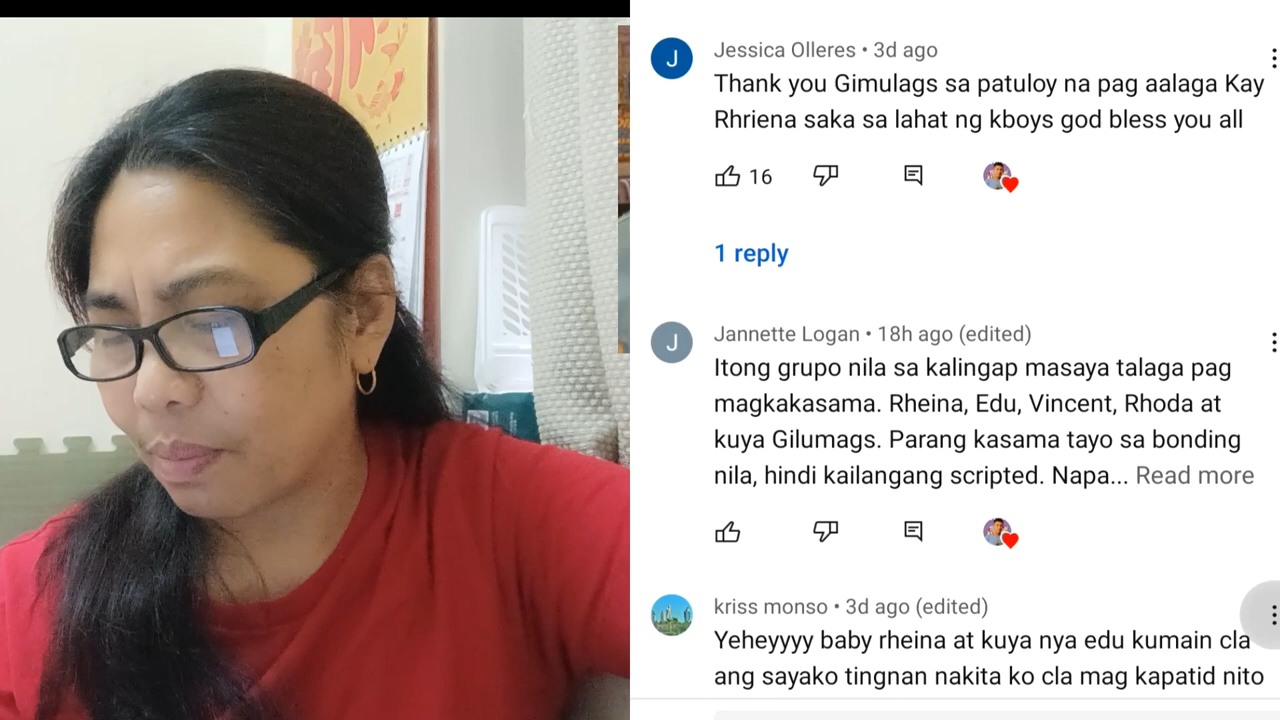 J
Jessica Olleres • 3d ago
Thank you Gimulags sa patuloy na pag aalaga Kay
Rhriena saka sa lahat ng kboys god bless you all
16
1 reply
J
Jannette Logan • 18h ago (edited)
Itong grupo nila sa kalingap masaya talaga pag
magkakasama. Rheina, Edu, Vincent, Rhoda at
kuya Gilumags. Parang kasama tayo sa bonding
nila, hindi kailangang scripted. Napa... Read more
kriss monso • 3d ago (edited)
Yeheyyyy baby rheina at kuya nya edu kumain cla
ang sayako tingnan nakita ko cla mag kapatid nito